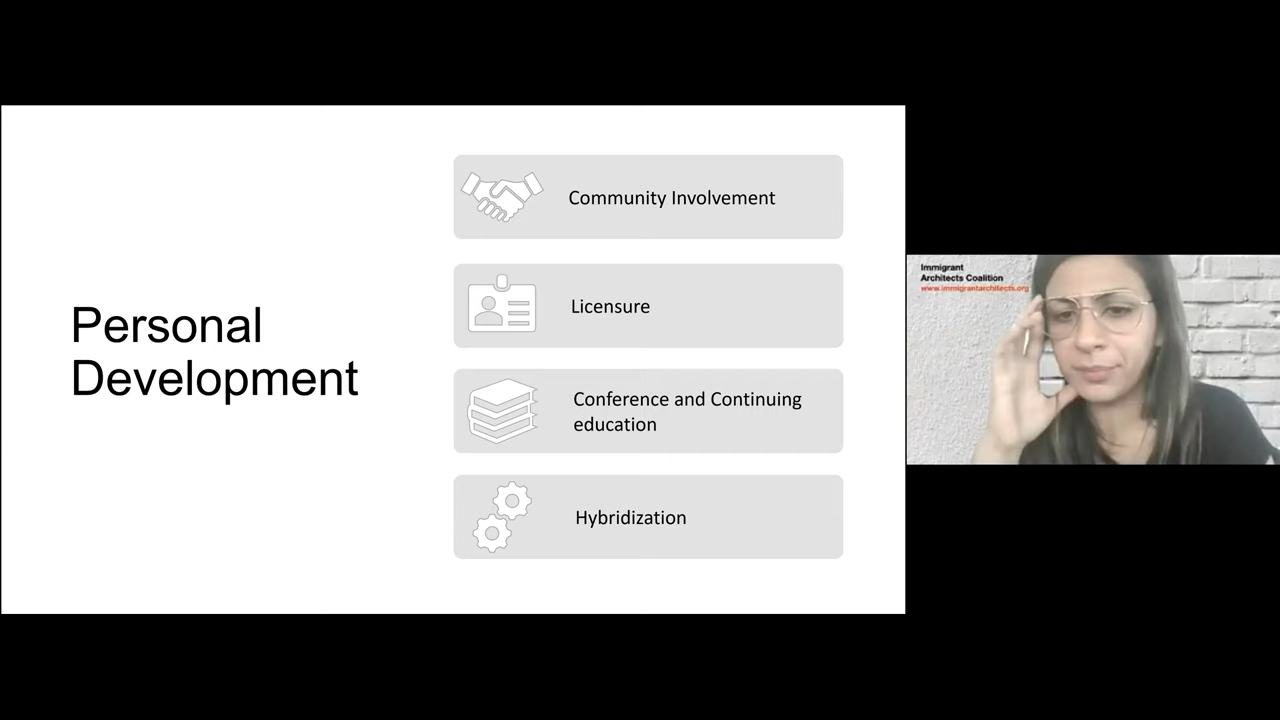 Personal
Development
Community Involvement
Licensure
Conference and Continuing
education
Hybridization
Immigrant
Architects Coalition
www.immigrantarchitects.org